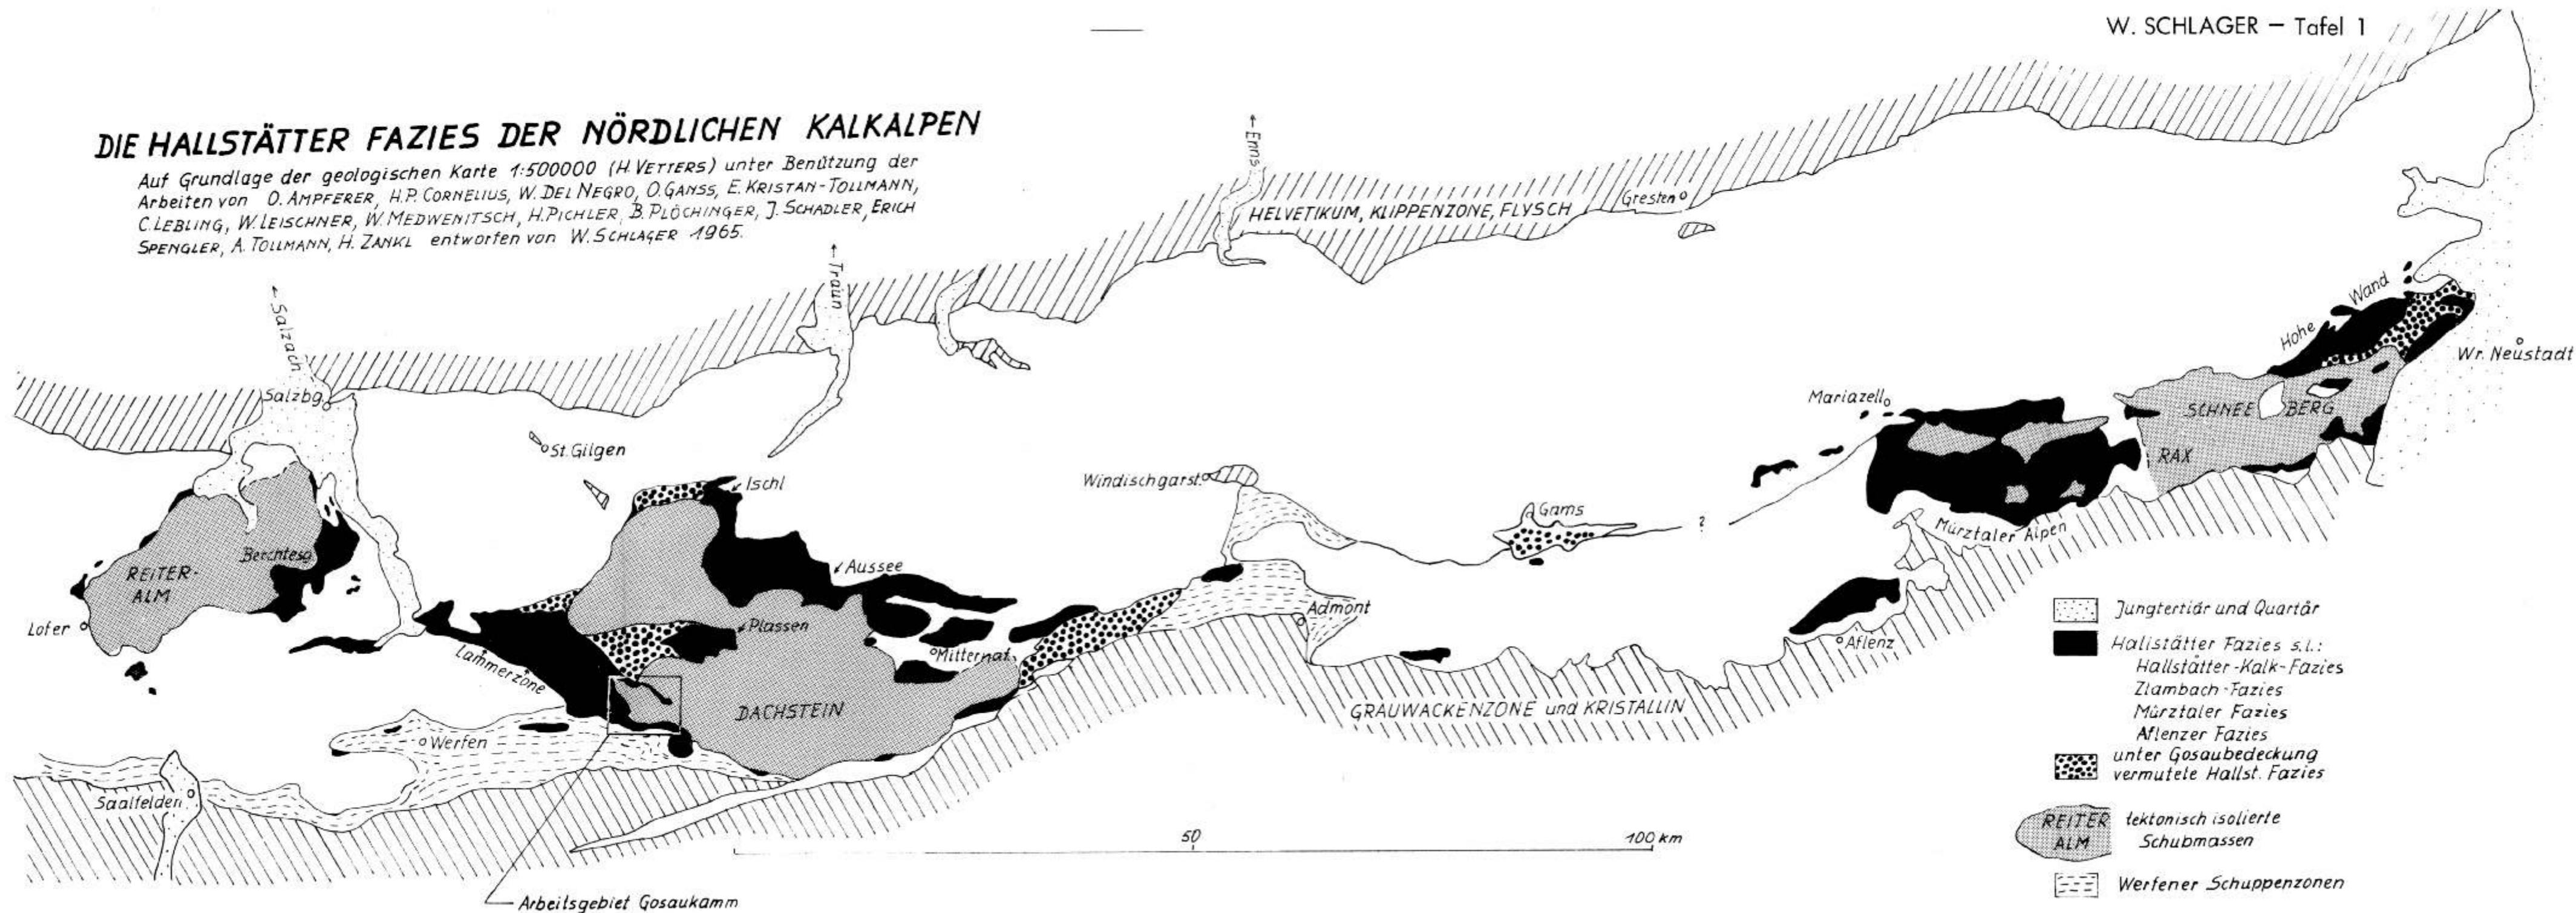 W. SCHLAGER – Tafel 1
DIE HALLSTÄTTER FAZIES DER NÖRDLICHEN KALKALPEN
Auf Grundlage der geologischen Karte 1:500000 (H. VETTERS) unter Benützung der
Arbeiten von O. AMPFERER, H.P. CORNELIUS, W. DEL NEGRO, O. GANSS, E. KRISTAN-TOLLMANN,
C. LEBLING, W. LEISCHNER, W. MEDWENITSCH, H. PICHLER, B. PLÖCHINGER, J. SCHADLER, ERICH
SPENGLER, A. TOLLMANN, H. ZANKL entworfen von W. SCHLAGER 1965.
← Enns
← Traun
← Salzach
HELVETIKUM, KLIPPENZONE, FLYSCH
Gresten
Hohe Wand
Wr. Neustadt
Salzbg.
St. Gilgen
Ischl
Windischgarst.
Mariazell
SCHNEE BERG
RAX
Gams
?
Mürztaler Alpen
Berchtesg
REITER-
ALM
Lofer
Aussee
Plassen
Mitternat.
Admont
Aflenz
Lammerzone
DACHSTEIN
GRAUWACKENZONE und KRISTALLIN
Werfen
Saalfelden
50
100 km
Arbeitsgebiet Gosaukamm
Jungtertiär und Quartär
Hallstätter Fazies s.l.:
Hallstätter-Kalk-Fazies
Zlambach-Fazies
Mürztaler Fazies
Aflenzer Fazies
unter Gosaubedeckung
vermutete Hallst. Fazies
REITER
ALM
tektonisch isolierte
Schubmassen
Werfener Schuppenzonen